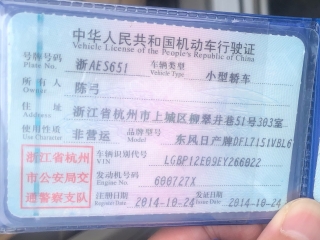 中华人民共和国机动车行驶证
Vehicle License of the People's Republic of China
号牌号码 浙AES651 车辆类型 小型轿车
Plate No. Vehicle Type
所有人 陈弓
Owner
住址 浙江省杭州市上城区柳翠井巷51号303室
Address
使用性质 非营运 品牌型号 东风日产牌DFL7151VBL6
浙江省杭州
市公安局交
通警察支队
车辆识别代号 LGBP12E09EY266022
VIN
发动机号码 666727X
Engine No.
注册日期 2014-10-24 发证日期 2014-10-24
Register Date Issue Date